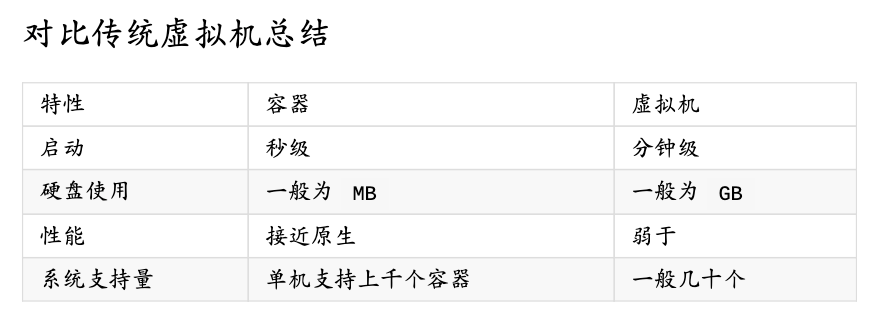 对比传统虚拟机总结
特性 容器 虚拟机
启动 秒级 分钟级
硬盘使用 一般为 MB 一般为 GB
性能 接近原生 弱于
系统支持量 单机支持上千个容器 一般几十个